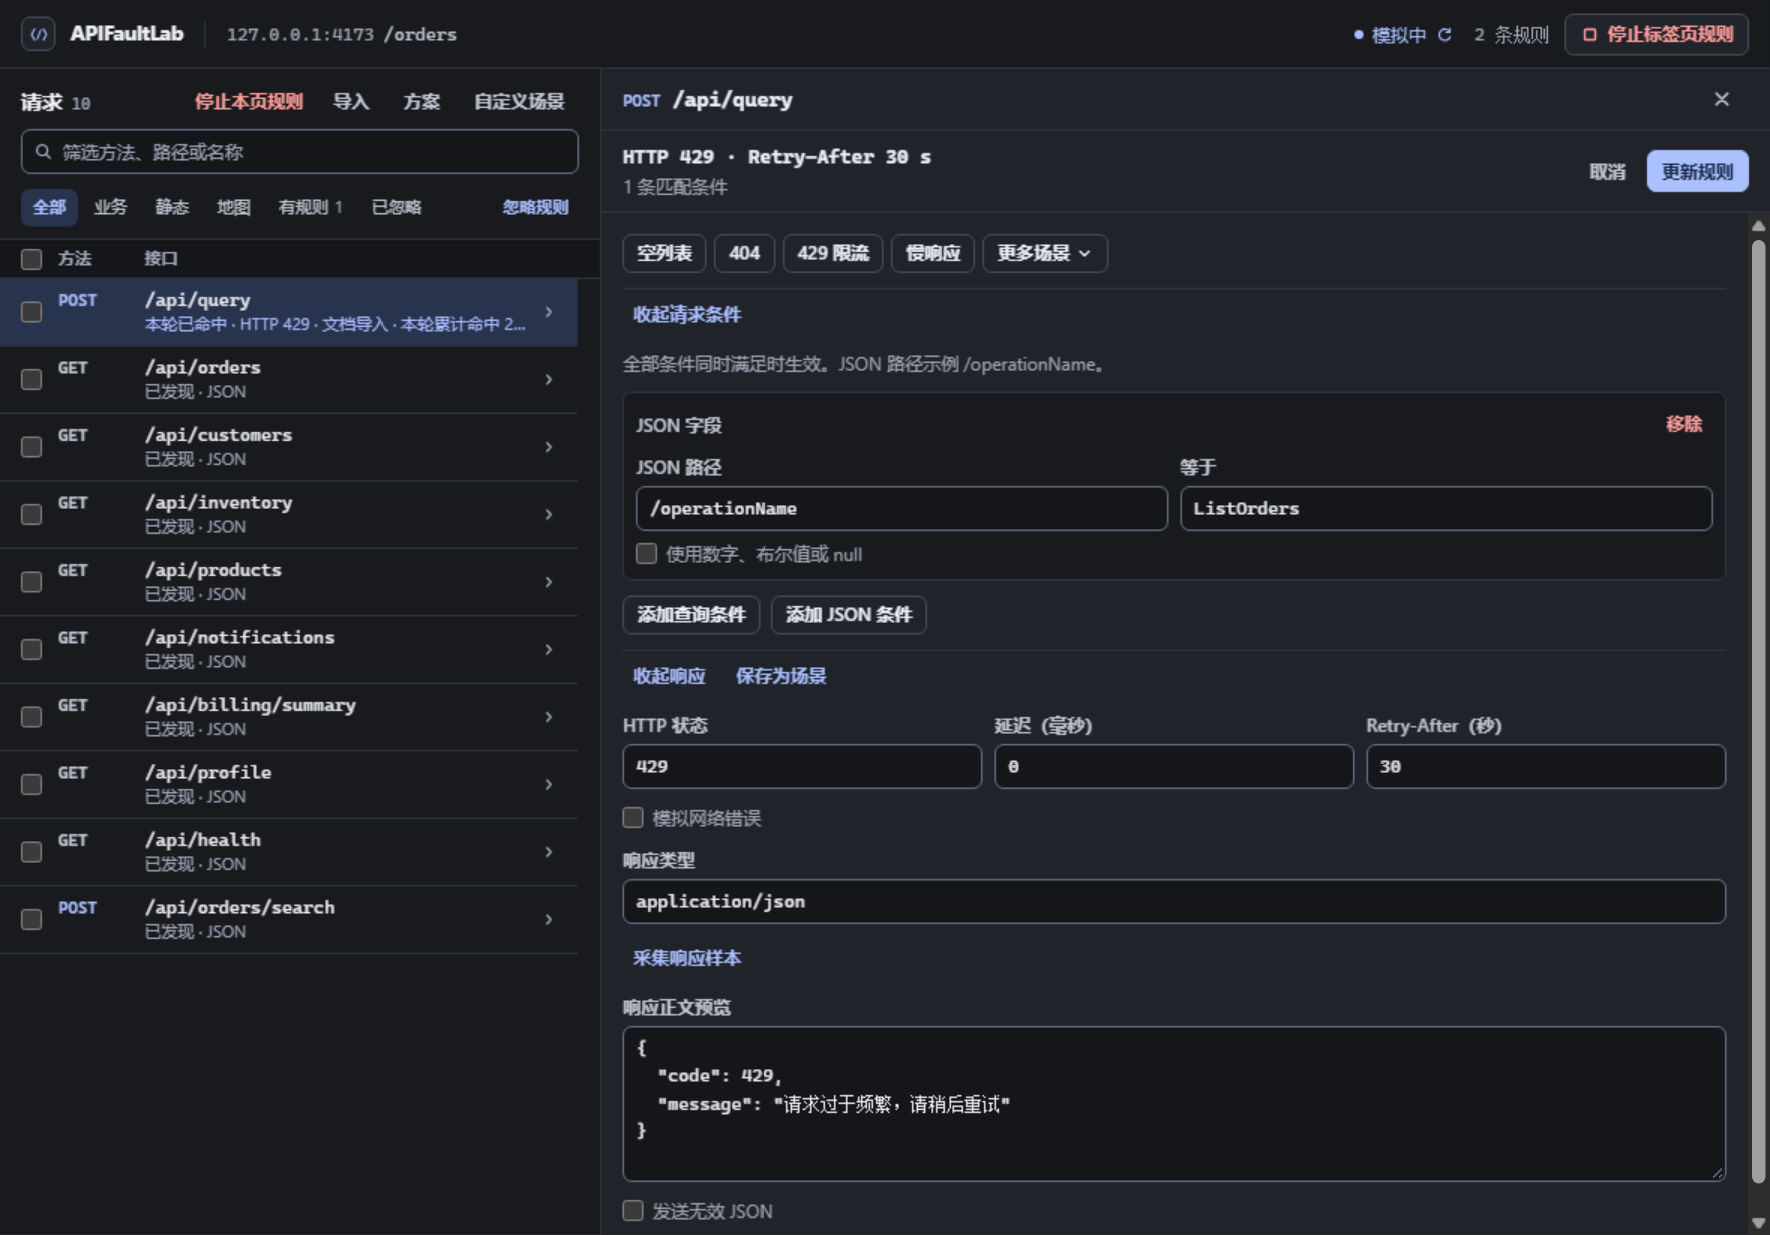 APIFaultLab
127.0.0.1:4173 /orders
模拟中
2 条规则
停止标签页规则
请求 10
停止本页规则
导入
方案
自定义场景
筛选方法、路径或名称
全部
业务
静态
地图
有规则 1
已忽略
忽略规则
方法
接口
POST
/api/query
本轮已命中 · HTTP 429 · 文档导入 · 本轮累计命中 2...
GET
/api/orders
已发现 · JSON
GET
/api/customers
已发现 · JSON
GET
/api/inventory
已发现 · JSON
GET
/api/products
已发现 · JSON
GET
/api/notifications
已发现 · JSON
GET
/api/billing/summary
已发现 · JSON
GET
/api/profile
已发现 · JSON
GET
/api/health
已发现 · JSON
POST
/api/orders/search
已发现 · JSON
POST /api/query
HTTP 429 · Retry-After 30 s
1 条匹配条件
取消
更新规则
空列表
404
429 限流
慢响应
更多场景
收起请求条件
全部条件同时满足时生效。JSON 路径示例 /operationName。
JSON 字段
移除
JSON 路径
等于
/operationName
ListOrders
使用数字、布尔值或 null
添加查询条件
添加 JSON 条件
收起响应
保存为场景
HTTP 状态
延迟（毫秒）
Retry-After（秒）
429
0
30
模拟网络错误
响应类型
application/json
采集响应样本
响应正文预览
{
"code": 429,
"message": "请求过于频繁，请稍后重试"
}
发送无效 JSON